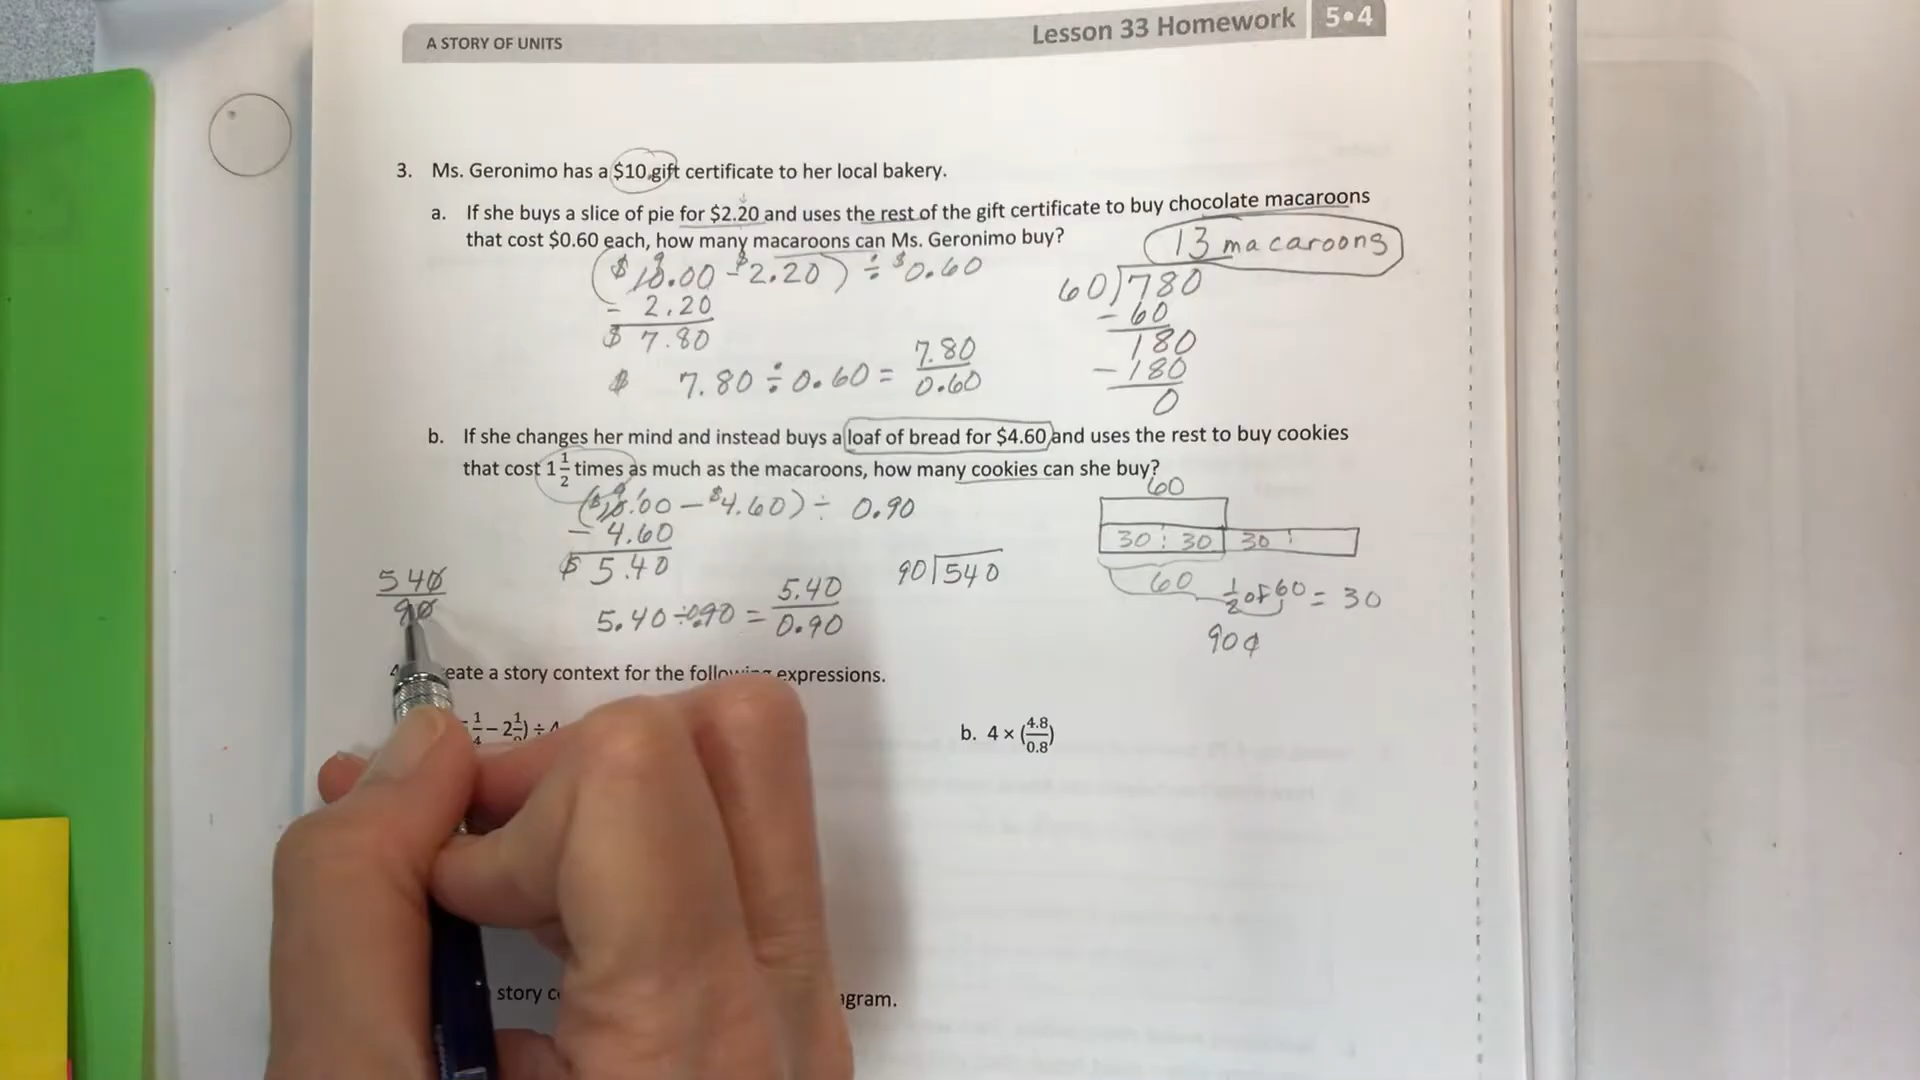 A STORY OF UNITS
Lesson 33 Homework 5•4
3. Ms. Geronimo has a $10 gift certificate to her local bakery.
a. If she buys a slice of pie for $2.20 and uses the rest of the gift certificate to buy chocolate macaroons
that cost $0.60 each, how many macaroons can Ms. Geronimo buy?
13 macaroons
($10.00 - $2.20) ÷ $0.60
- 2.20
$ 7.80
7.80 ÷ 0.60 = 7.80/0.60
60)780
- 60
180
- 180
0
b. If she changes her mind and instead buys a loaf of bread for $4.60 and uses the rest to buy cookies
that cost 1 1/2 times as much as the macaroons, how many cookies can she buy?
($10.00 - $4.60) ÷ 0.90
- 4.60
$ 5.40
5.40 ÷ 0.90 = 5.40/0.90
90)540
540/90
60
30 30 30
60 1/2 of 60 = 30
90¢
eate a story context for the following expressions.
1/4 - 2 ) ÷
b. 4 × (4.8/0.8)
story
agram.